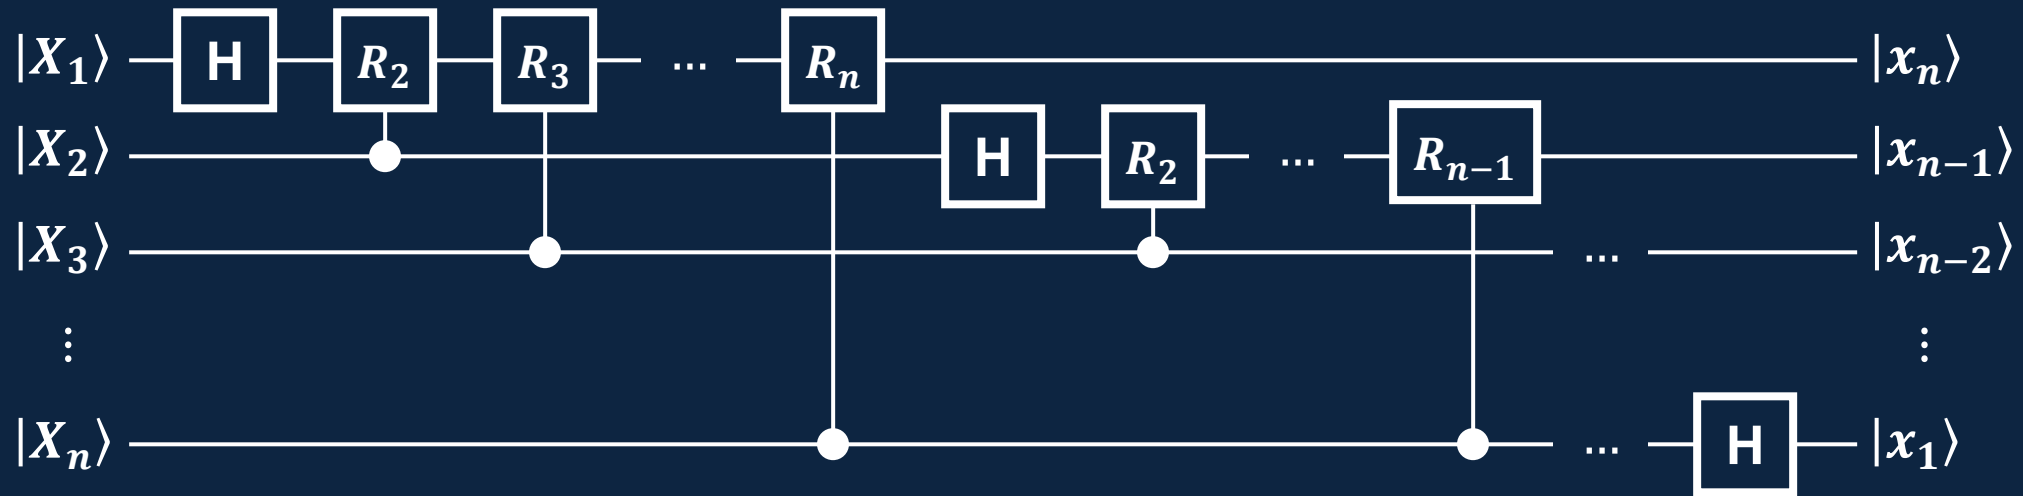 |X₁⟩ H R₂ R₃ ... Rₙ |xₙ⟩
|X₂⟩ H R₂ ... Rₙ₋₁ |xₙ₋₁⟩
|X₃⟩ ... |xₙ₋₂⟩
⋮ ⋮
|Xₙ⟩ ... H |x₁⟩